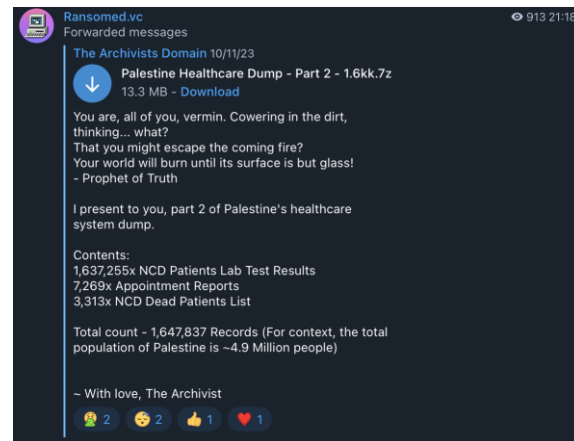 Ransomed.vc
913 21:18
Forwarded messages
The Archivists Domain 10/11/23
Palestine Healthcare Dump - Part 2 - 1.6kk.7z
13.3 MB - Download
You are, all of you, vermin. Cowering in the dirt,
thinking... what?
That you might escape the coming fire?
Your world will burn until its surface is but glass!
- Prophet of Truth
I present to you, part 2 of Palestine's healthcare
system dump.
Contents:
1,637,255x NCD Patients Lab Test Results
7,269x Appointment Reports
3,313x NCD Dead Patients List
Total count - 1,647,837 Records (For context, the total
population of Palestine is ~4.9 Million people)
~ With love, The Archivist
2 2 1 1